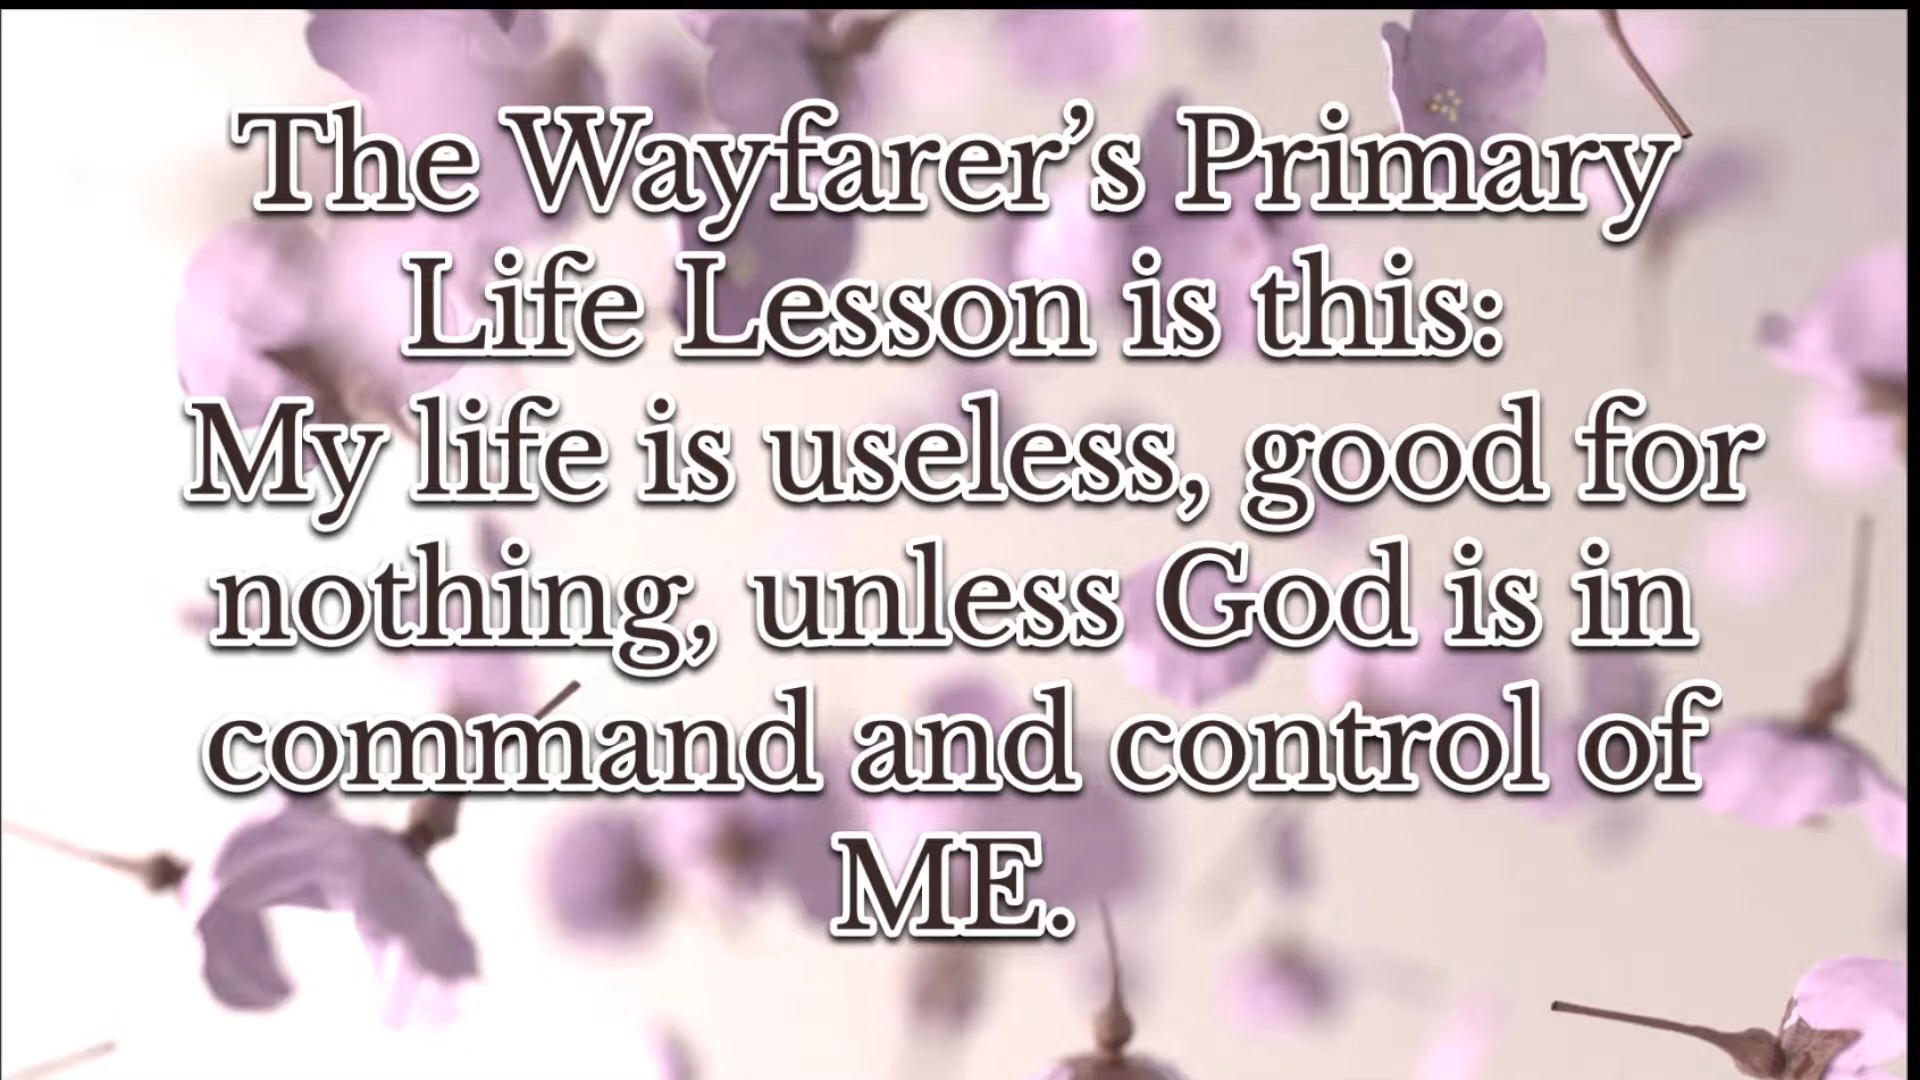 The Wayfarer’s Primary
Life Lesson is this:
My life is useless, good for
nothing, unless God is in
command and control of
ME.